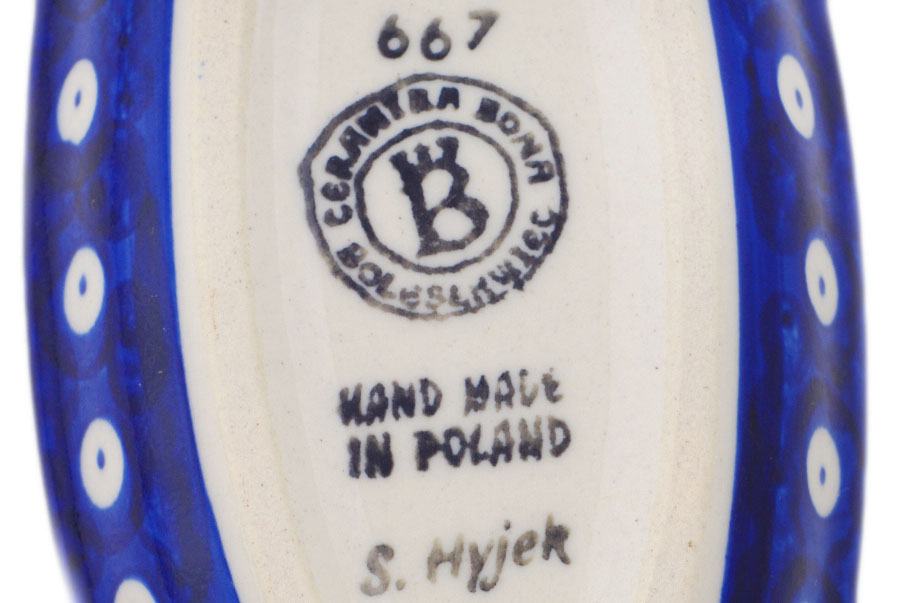 667
CERAMIKA BONA
BOLESŁAWIEC
B
HAND MADE
IN POLAND
S. Hyjek